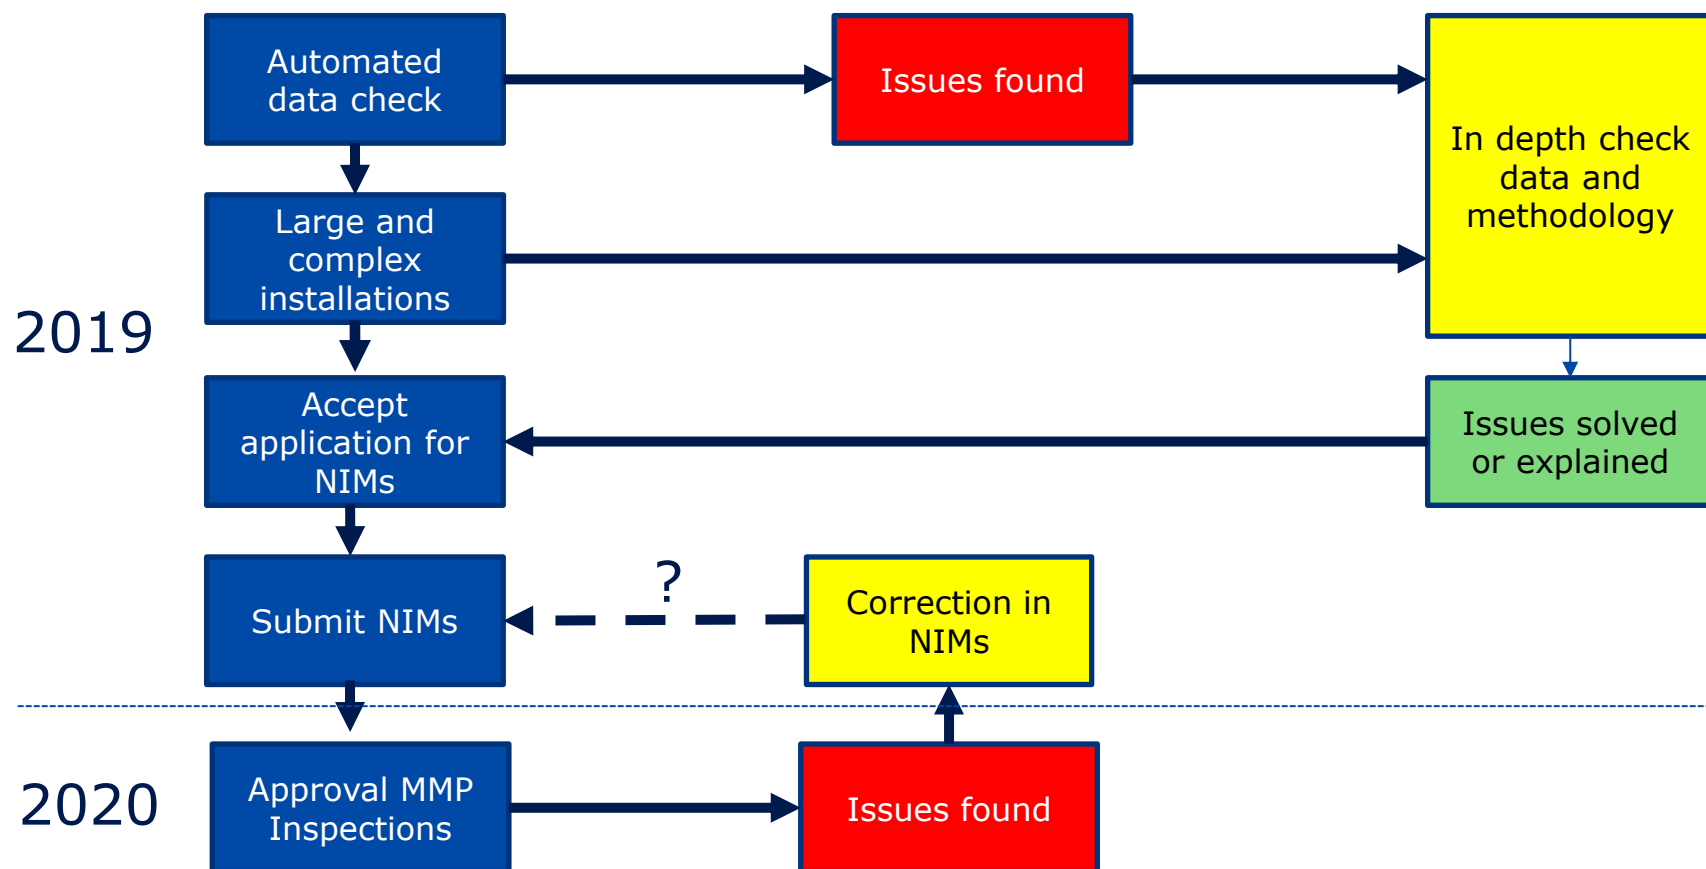 Automated
data check
Issues found
In depth check
data and
methodology
Large and
complex
installations
2019
Accept
application for
NIMs
Issues solved
or explained
Submit NIMs
?
Correction in
NIMs
2020
Approval MMP
Inspections
Issues found